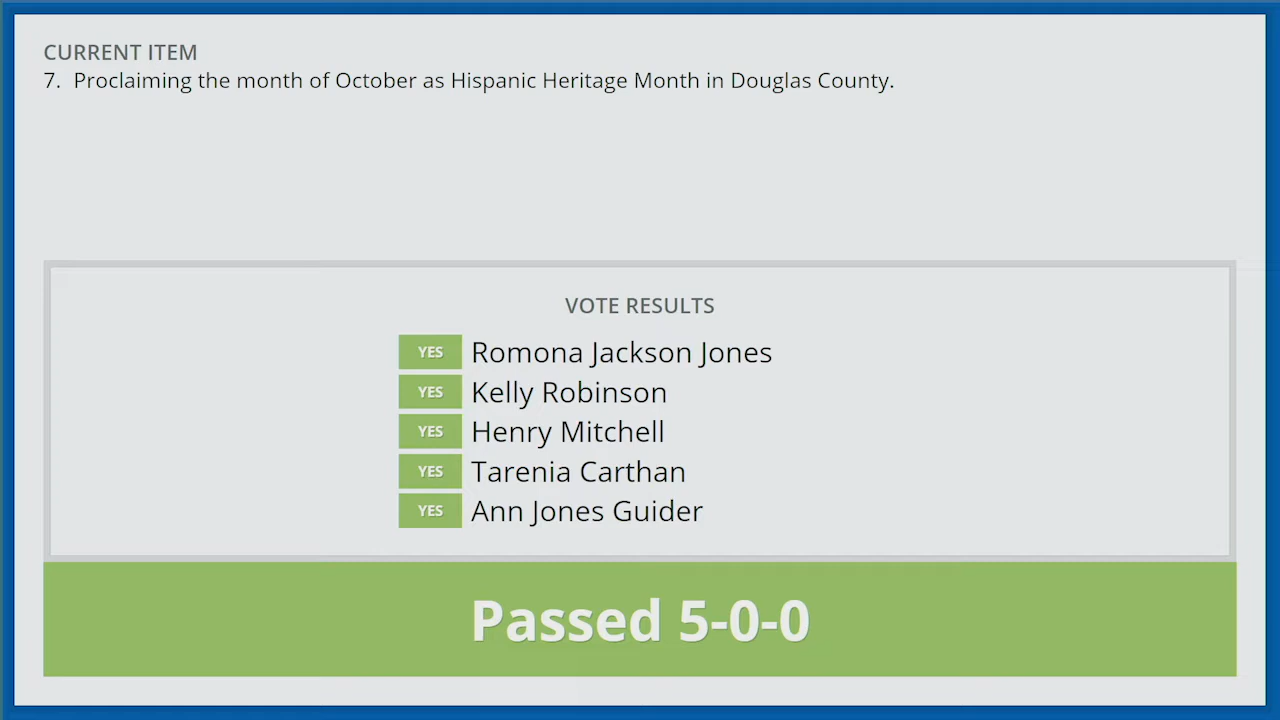 CURRENT ITEM
7. Proclaiming the month of October as Hispanic Heritage Month in Douglas County.
VOTE RESULTS
YES Romona Jackson Jones
YES Kelly Robinson
YES Henry Mitchell
YES Tarenia Carthan
YES Ann Jones Guider
Passed 5-0-0